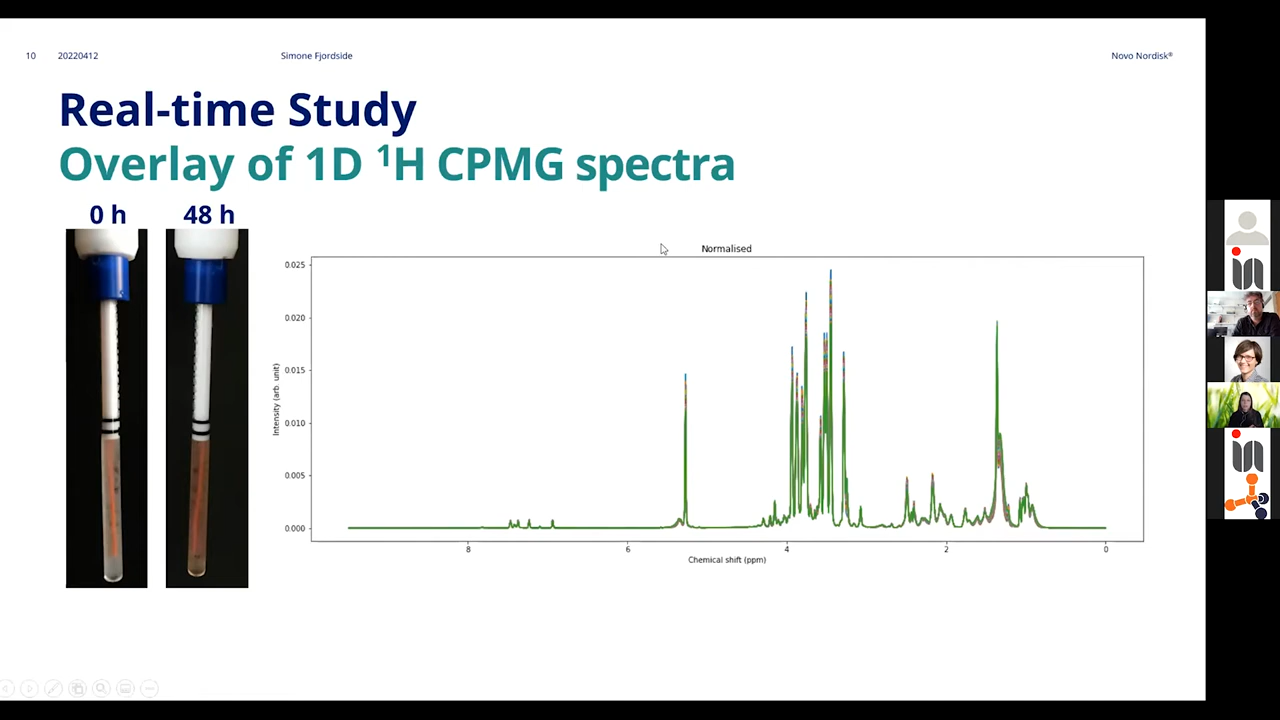 10 20220412 Simone Fjordside Novo Nordisk®
Real-time Study
Overlay of 1D ¹H CPMG spectra
0 h 48 h
Normalised
0.025
0.020
0.015
0.010
0.005
0.000
Intensity (arb. unit)
8 6 4 2 0
Chemical shift (ppm)